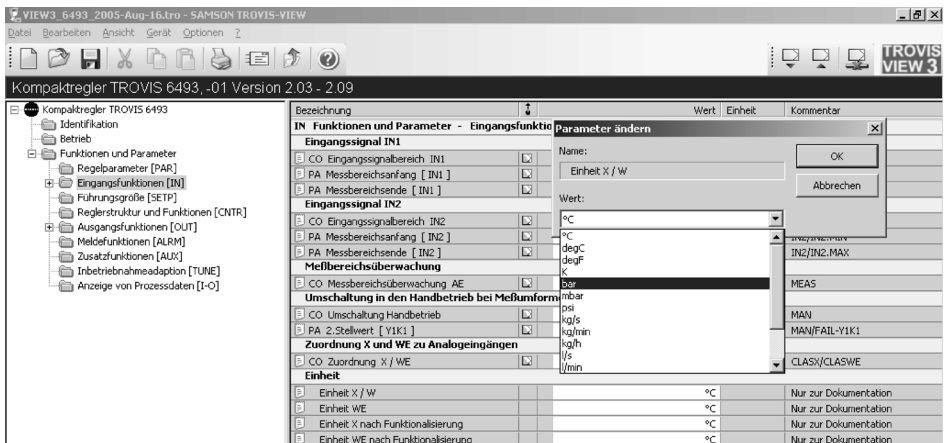 VIEW3_6493_2005-Aug-16.tro - SAMSON TROVIS-VIEW
Datei Bearbeiten Ansicht Gerät Optionen ?
TROVIS
VIEW 3
Kompaktregler TROVIS 6493, -01 Version 2.03 - 2.09
Kompaktregler TROVIS 6493
Identifikation
Betrieb
Funktionen und Parameter
Regelparameter [PAR]
Eingangsfunktionen [IN]
Führungsgröße [SETP]
Reglerstruktur und Funktionen [CNTR]
Ausgangsfunktionen [OUT]
Meldefunktionen [ALRM]
Zusatzfunktionen [AUX]
Inbetriebnahmeadaption [TUNE]
Anzeige von Prozessdaten [I-O]
Bezeichnung Wert Einheit Kommentar
IN Funktionen und Parameter - Eingangsfunktio
Eingangssignal IN1
CO Eingangssignalbereich IN1
PA Messbereichsanfang [ IN1 ]
PA Messbereichsende [ IN1 ]
Eingangssignal IN2
CO Eingangssignalbereich IN2
PA Messbereichsanfang [ IN2 ] IN2/IN2.MIN
PA Messbereichsende [ IN2 ] IN2/IN2.MAX
Meßbereichsüberwachung
CO Messbereichsüberwachung AE MEAS
Umschaltung in den Handbetrieb bei Meßumform
CO Umschaltung Handbetrieb MAN
PA 2.Stellwert [ Y1K1 ] MAN/FAIL-Y1K1
Zuordnung X und WE zu Analogeingängen
CO Zuordnung X / WE CLASX/CLASWE
Einheit
Einheit X / W °C Nur zur Dokumentation
Einheit WE °C Nur zur Dokumentation
Einheit X nach Funktionalisierung °C Nur zur Dokumentation
Einheit WE nach Funktionalisierung °C Nur zur Dokumentation
Parameter ändern
Name:
Einheit X / W
OK
Abbrechen
Wert:
°C
°C
degC
degF
K
bar
mbar
psi
kg/s
kg/min
kg/h
l/s
l/min